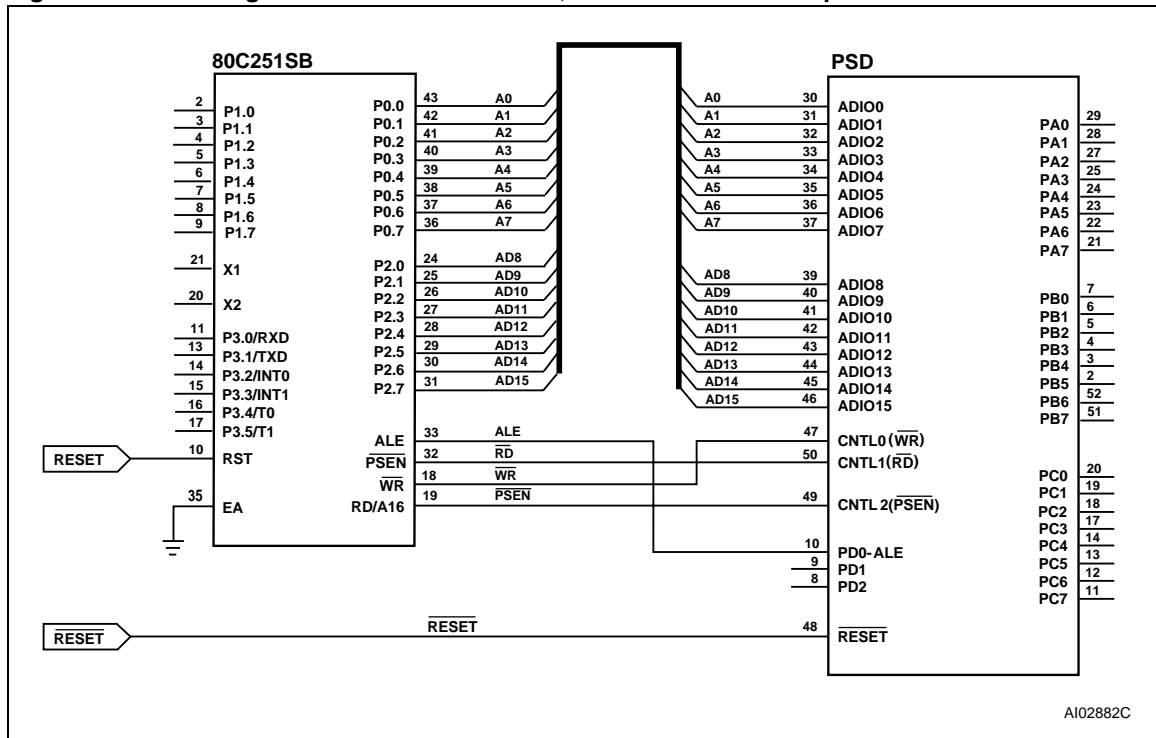 80C251SB
2 P1.0
3 P1.1
4 P1.2
5 P1.3
6 P1.4
7 P1.5
8 P1.6
9 P1.7
21 X1
20 X2
11 P3.0/RXD
13 P3.1/TXD
14 P3.2/INT0
15 P3.3/INT1
16 P3.4/T0
17 P3.5/T1
RESET 10 RST
35 EA
P0.0 43 A0
P0.1 42 A1
P0.2 41 A2
P0.3 40 A3
P0.4 39 A4
P0.5 38 A5
P0.6 37 A6
P0.7 36 A7
P2.0 24 AD8
P2.1 25 AD9
P2.2 26 AD10
P2.3 27 AD11
P2.4 28 AD12
P2.5 29 AD13
P2.6 30 AD14
P2.7 31 AD15
ALE 33 ALE
PSEN 32 RD
WR 18 WR
RD/A16 19 PSEN
PSD
A0 30 ADIO0
A1 31 ADIO1
A2 32 ADIO2
A3 33 ADIO3
A4 34 ADIO4
A5 35 ADIO5
A6 36 ADIO6
A7 37 ADIO7
AD8 39 ADIO8
AD9 40 ADIO9
AD10 41 ADIO10
AD11 42 ADIO11
AD12 43 ADIO12
AD13 44 ADIO13
AD14 45 ADIO14
AD15 46 ADIO15
47 CNTL0(WR)
50 CNTL1(RD)
49 CNTL 2(PSEN)
10 PD0-ALE
9 PD1
8 PD2
RESET RESET 48 RESET
PA0 29
PA1 28
PA2 27
PA3 25
PA4 24
PA5 23
PA6 22
PA7 21
PB0 7
PB1 6
PB2 5
PB3 4
PB4 3
PB5 2
PB6 52
PB7 51
PC0 20
PC1 19
PC2 18
PC3 17
PC4 14
PC5 13
PC6 12
PC7 11
AI02882C